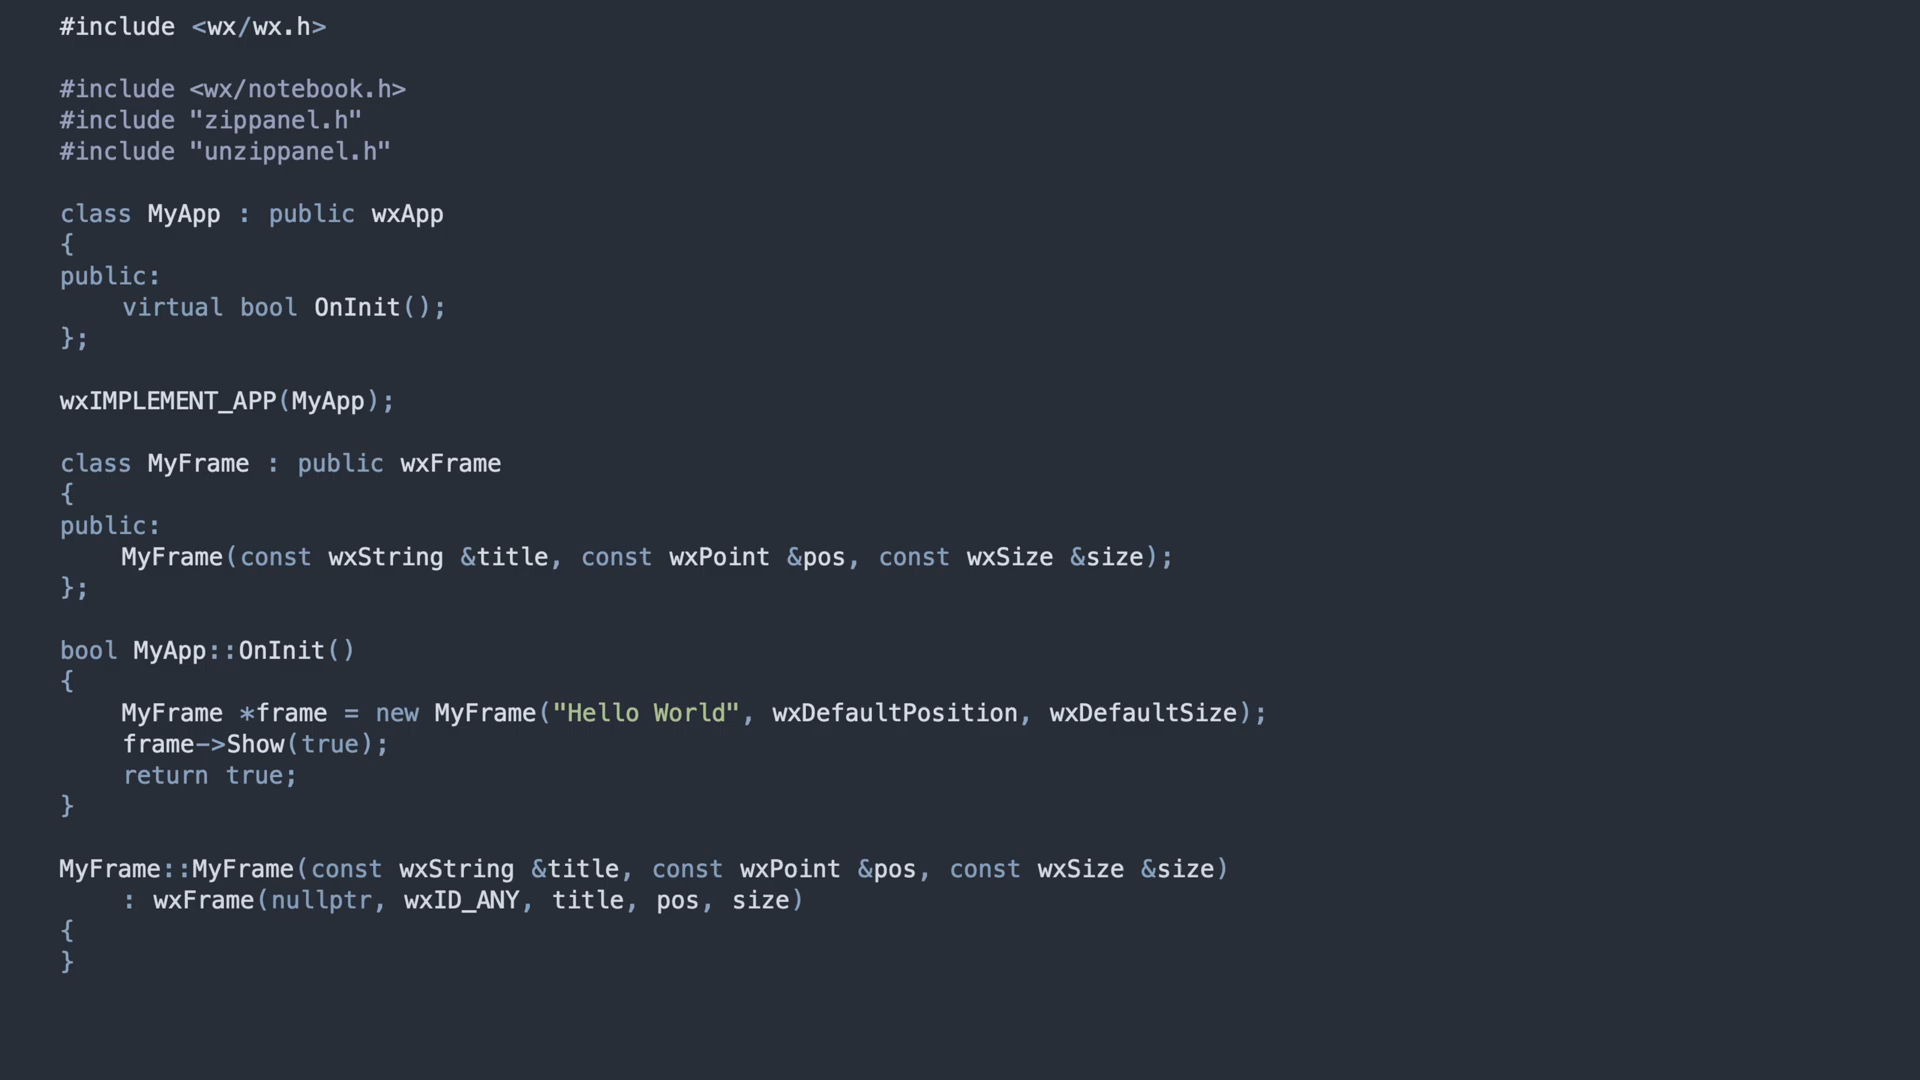 #include <wx/wx.h>
#include <wx/notebook.h>
#include "zippanel.h"
#include "unzippanel.h"
class MyApp : public wxApp
{
public:
    virtual bool OnInit();
};
wxIMPLEMENT_APP(MyApp);
class MyFrame : public wxFrame
{
public:
    MyFrame(const wxString &title, const wxPoint &pos, const wxSize &size);
};
bool MyApp::OnInit()
{
    MyFrame *frame = new MyFrame("Hello World", wxDefaultPosition, wxDefaultSize);
    frame->Show(true);
    return true;
}
MyFrame::MyFrame(const wxString &title, const wxPoint &pos, const wxSize &size)
    : wxFrame(nullptr, wxID_ANY, title, pos, size)
{
}